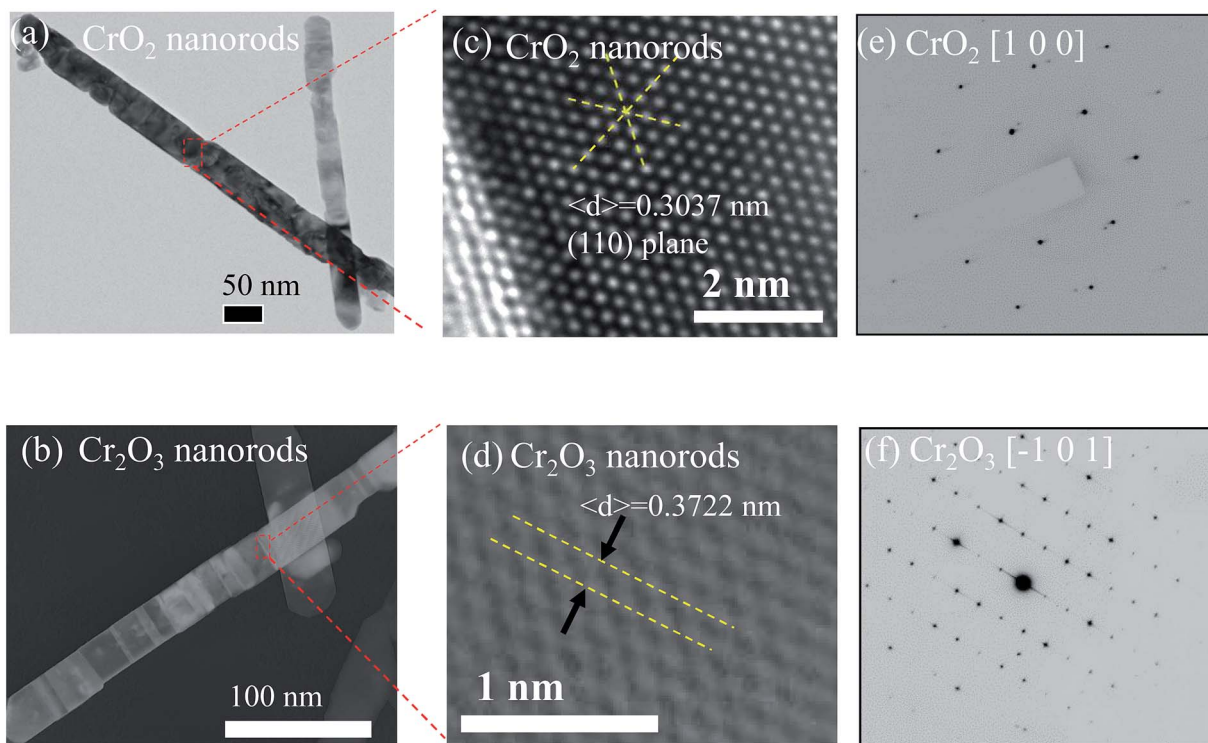 (a) CrO₂ nanorods
50 nm
(c) CrO₂ nanorods
<d>=0.3037 nm
(110) plane
2 nm
(e) CrO₂ [1 0 0]
(b) Cr₂O₃ nanorods
100 nm
(d) Cr₂O₃ nanorods
<d>=0.3722 nm
1 nm
(f) Cr₂O₃ [-1 0 1]